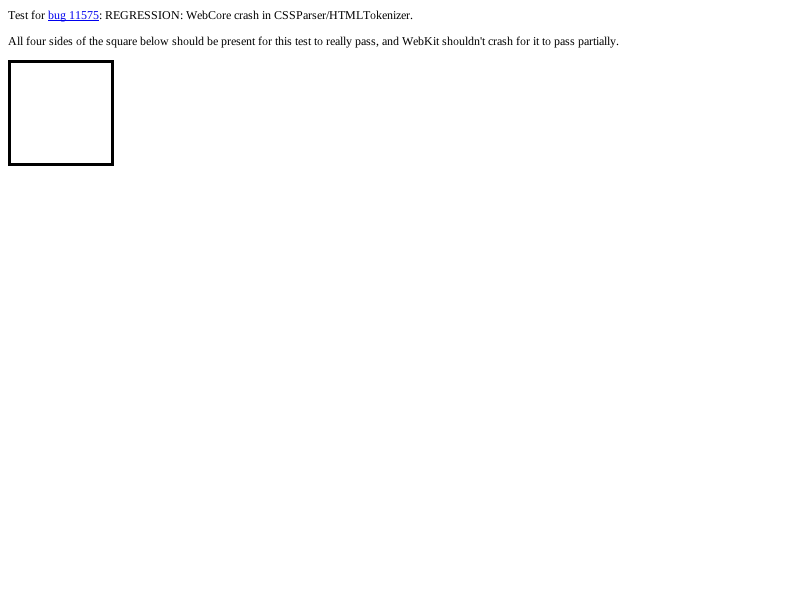 Test for bug 11575: REGRESSION: WebCore crash in CSSParser/HTMLTokenizer.
All four sides of the square below should be present for this test to really pass, and WebKit shouldn't crash for it to pass partially.